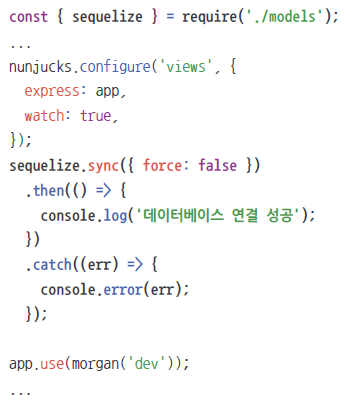 const { sequelize } = require('./models');
...
nunjucks.configure('views', {
  express: app,
  watch: true,
});
sequelize.sync({ force: false })
  .then(() => {
    console.log('데이터베이스 연결 성공');
  })
  .catch((err) => {
    console.error(err);
  });

app.use(morgan('dev'));
...